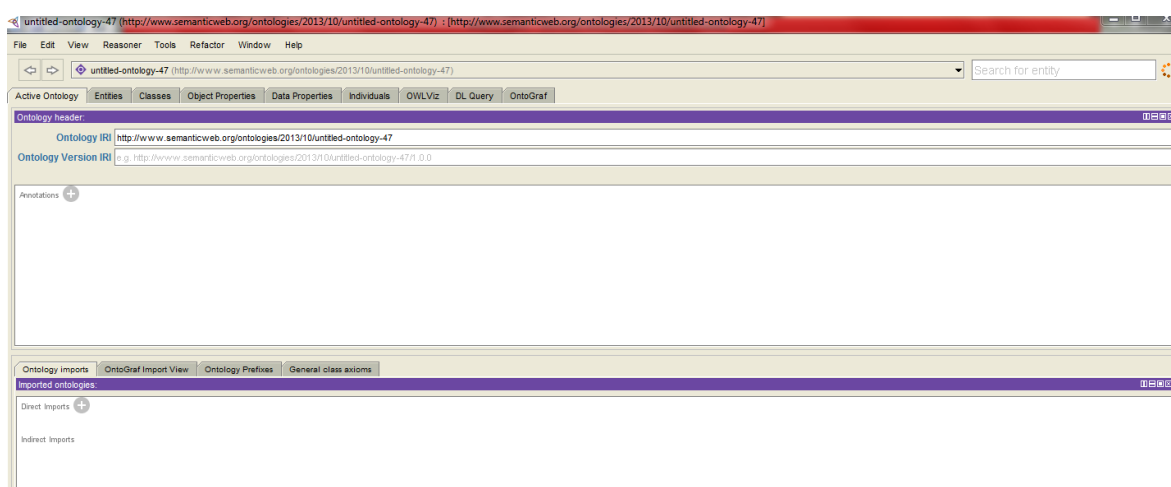 untitled-ontology-47 (http://www.semanticweb.org/ontologies/2013/10/untitled-ontology-47) : [http://www.semanticweb.org/ontologies/2013/10/untitled-ontology-47]
File Edit View Reasoner Tools Refactor Window Help
untitled-ontology-47 (http://www.semanticweb.org/ontologies/2013/10/untitled-ontology-47) Search for entity
Active Ontology Entities Classes Object Properties Data Properties Individuals OWLViz DL Query OntoGraf
Ontology header:
Ontology IRI http://www.semanticweb.org/ontologies/2013/10/untitled-ontology-47
Ontology Version IRI e.g. http://www.semanticweb.org/ontologies/2013/10/untitled-ontology-47/1.0.0
Annotations
Ontology imports OntoGraf Import View Ontology Prefixes General class axioms
Imported ontologies:
Direct Imports
Indirect Imports